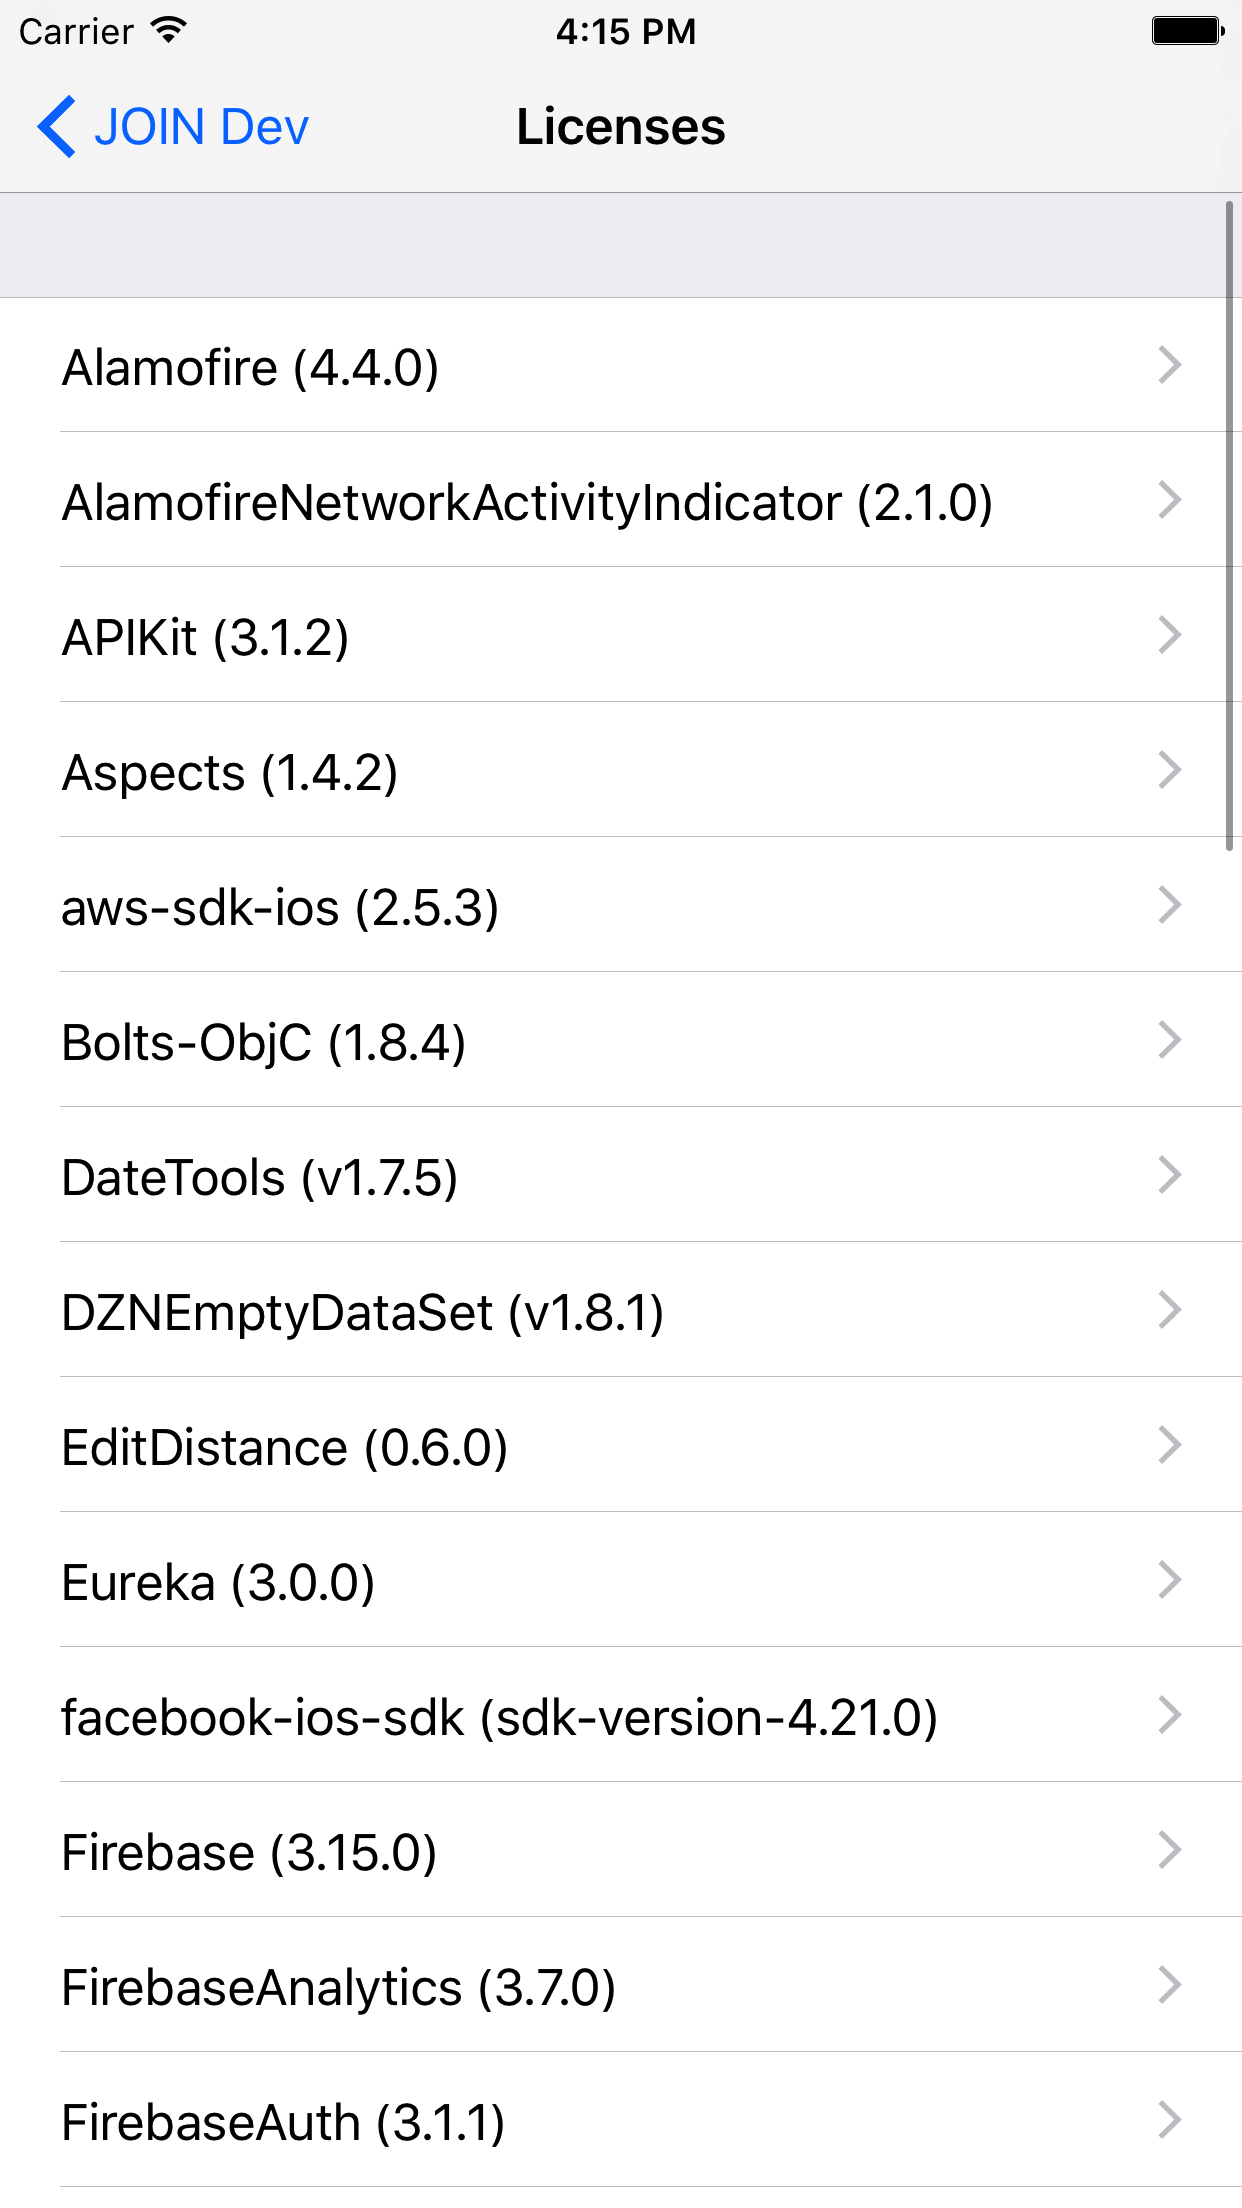 Carrier 4:15 PM
JOIN Dev Licenses
Alamofire (4.4.0)
AlamofireNetworkActivityIndicator (2.1.0)
APIKit (3.1.2)
Aspects (1.4.2)
aws-sdk-ios (2.5.3)
Bolts-ObjC (1.8.4)
DateTools (v1.7.5)
DZNEmptyDataSet (v1.8.1)
EditDistance (0.6.0)
Eureka (3.0.0)
facebook-ios-sdk (sdk-version-4.21.0)
Firebase (3.15.0)
FirebaseAnalytics (3.7.0)
FirebaseAuth (3.1.1)